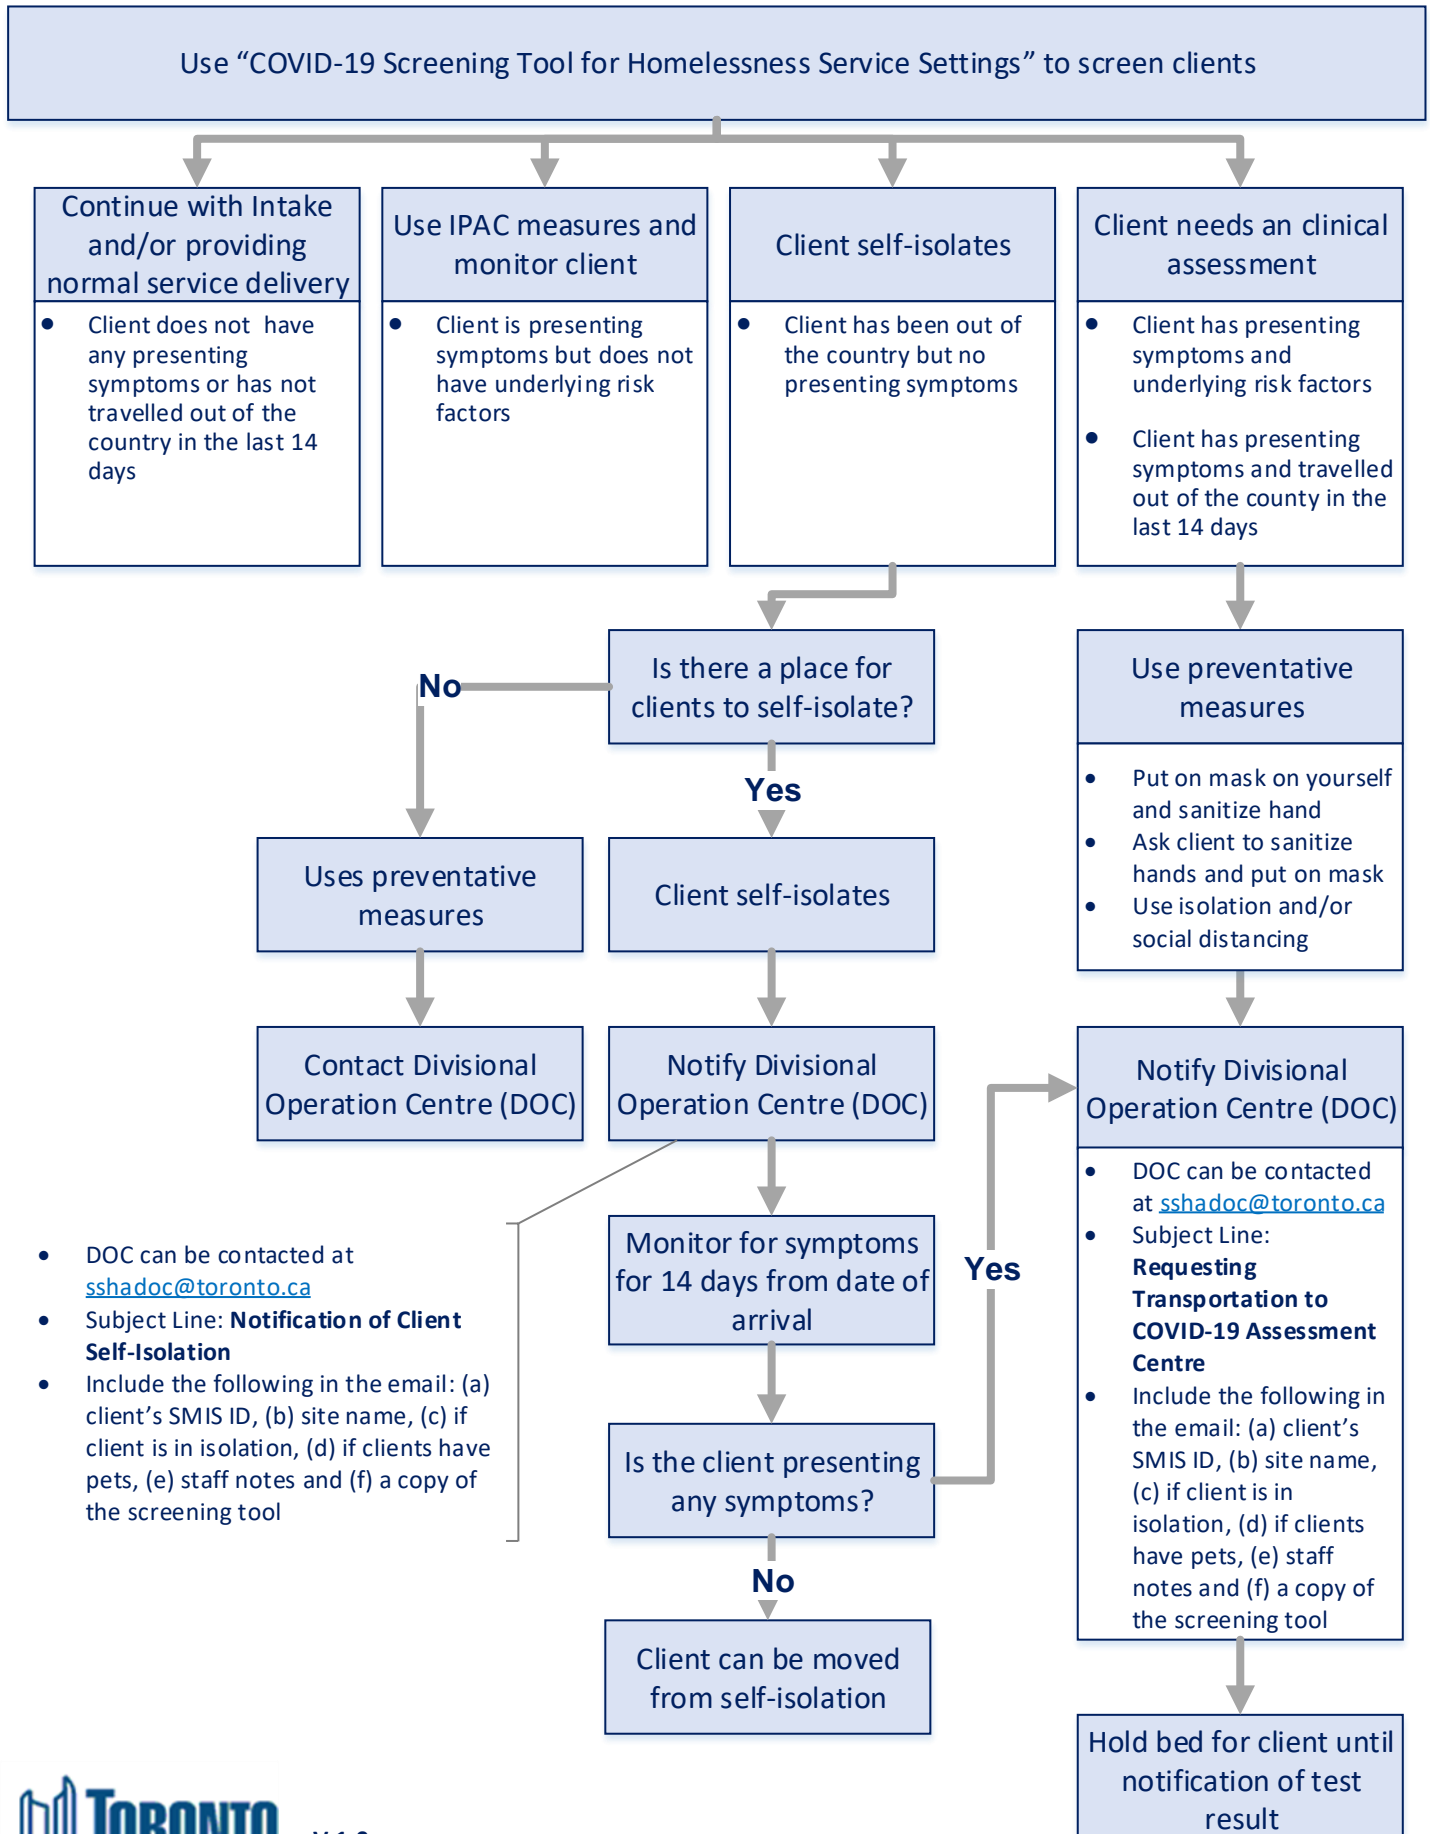 Use “COVID-19 Screening Tool for Homelessness Service Settings” to screen clients
Continue with Intake
and/or providing
normal service delivery
• Client does not  have
any presenting
symptoms or has not
travelled out of the
country in the last 14
days
Use IPAC measures and
monitor client
• Client is presenting
symptoms but does not
have underlying risk
factors
Client self-isolates
• Client has been out of
the country but no
presenting symptoms
Client needs an clinical
assessment
• Client has presenting
symptoms and
underlying risk factors
• Client has presenting
symptoms and travelled
out of the county in the
last 14 days
Is there a place for
clients to self-isolate?
No
Yes
Use preventative
measures
• Put on mask on yourself
and sanitize hand
• Ask client to sanitize
hands and put on mask
• Use isolation and/or
social distancing
Uses preventative
measures
Client self-isolates
Contact Divisional
Operation Centre (DOC)
Notify Divisional
Operation Centre (DOC)
Notify Divisional
Operation Centre (DOC)
• DOC can be contacted
at sshadoc@toronto.ca
• Subject Line:
Requesting
Transportation to
COVID-19 Assessment
Centre
• Include the following in
the email: (a) client’s
SMIS ID, (b) site name,
(c) if client is in
isolation, (d) if clients
have pets, (e) staff
notes and (f) a copy of
the screening tool
• DOC can be contacted at
sshadoc@toronto.ca
• Subject Line: Notification of Client
Self-Isolation
• Include the following in the email: (a)
client’s SMIS ID, (b) site name, (c) if
client is in isolation, (d) if clients have
pets, (e) staff notes and (f) a copy of
the screening tool
Monitor for symptoms
for 14 days from date of
arrival
Yes
Is the client presenting
any symptoms?
No
Client can be moved
from self-isolation
Hold bed for client until
notification of test
result
TORONTO